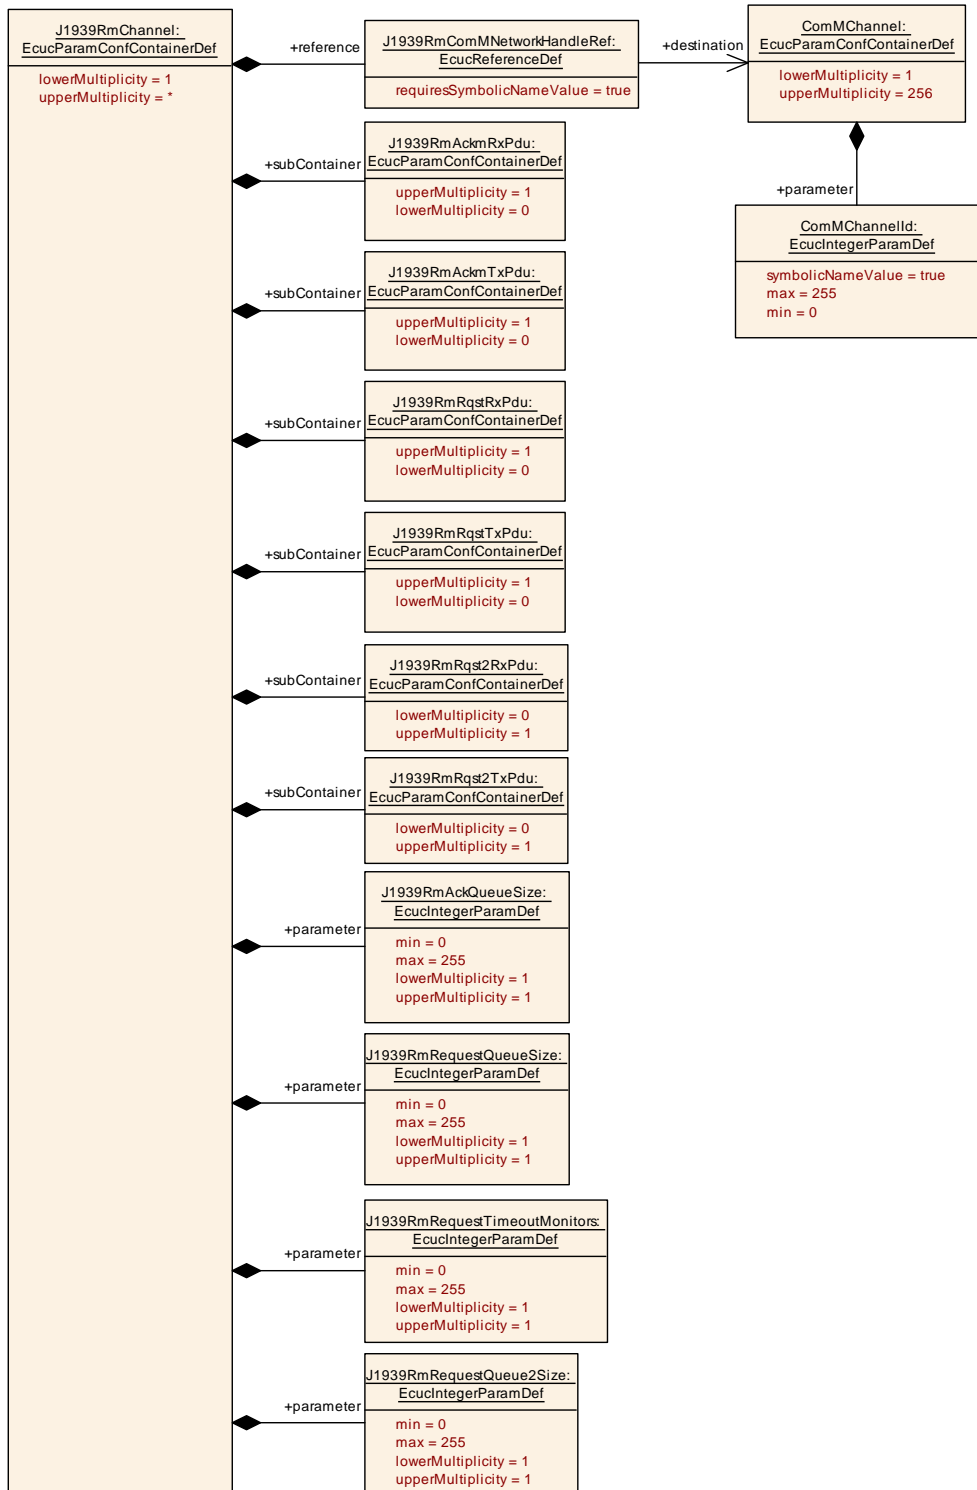 J1939RmChannel:
EcucParamConfContainerDef
lowerMultiplicity = 1
upperMultiplicity = *
+reference
J1939RmComMNetworkHandleRef:
EcucReferenceDef
requiresSymbolicNameValue = true
+destination
ComMChannel:
EcucParamConfContainerDef
lowerMultiplicity = 1
upperMultiplicity = 256
+parameter
ComMChannelId:
EcucIntegerParamDef
symbolicNameValue = true
max = 255
min = 0
+subContainer
J1939RmAckmRxPdu:
EcucParamConfContainerDef
upperMultiplicity = 1
lowerMultiplicity = 0
+subContainer
J1939RmAckmTxPdu:
EcucParamConfContainerDef
upperMultiplicity = 1
lowerMultiplicity = 0
+subContainer
J1939RmRqstRxPdu:
EcucParamConfContainerDef
upperMultiplicity = 1
lowerMultiplicity = 0
+subContainer
J1939RmRqstTxPdu:
EcucParamConfContainerDef
upperMultiplicity = 1
lowerMultiplicity = 0
+subContainer
J1939RmRqst2RxPdu:
EcucParamConfContainerDef
lowerMultiplicity = 0
upperMultiplicity = 1
+subContainer
J1939RmRqst2TxPdu:
EcucParamConfContainerDef
lowerMultiplicity = 0
upperMultiplicity = 1
+parameter
J1939RmAckQueueSize:
EcucIntegerParamDef
min = 0
max = 255
lowerMultiplicity = 1
upperMultiplicity = 1
+parameter
J1939RmRequestQueueSize:
EcucIntegerParamDef
min = 0
max = 255
lowerMultiplicity = 1
upperMultiplicity = 1
+parameter
J1939RmRequestTimeoutMonitors:
EcucIntegerParamDef
min = 0
max = 255
lowerMultiplicity = 1
upperMultiplicity = 1
+parameter
J1939RmRequestQueue2Size:
EcucIntegerParamDef
min = 0
max = 255
lowerMultiplicity = 1
upperMultiplicity = 1